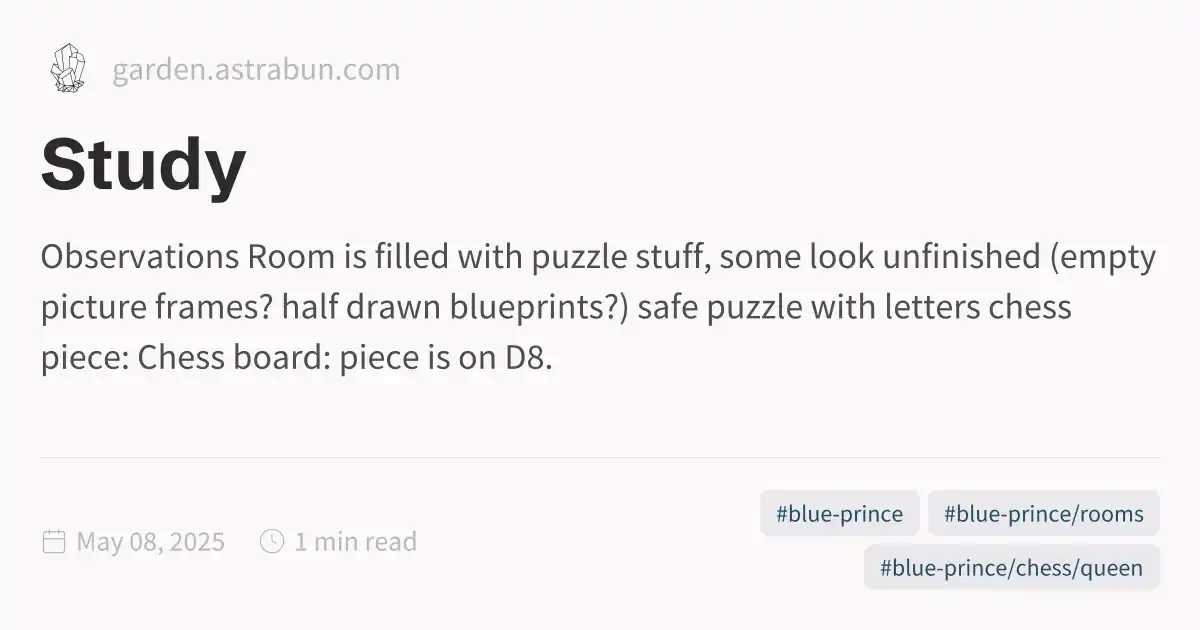 garden.astrabun.com
Study
Observations Room is filled with puzzle stuff, some look unfinished (empty
picture frames? half drawn blueprints?) safe puzzle with letters chess
piece: Chess board: piece is on D8.
#blue-prince #blue-prince/rooms
May 08, 2025 1 min read
#blue-prince/chess/queen